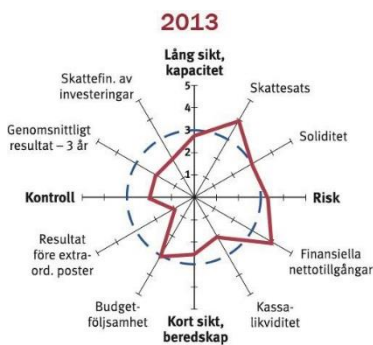 2013
Lång sikt,
kapacitet
Skattefin. av
investeringar
Skattesats
Genomsnittligt
resultat – 3 år
Soliditet
5
4
3
2
1
Kontroll
Risk
Resultat
före extra-
ord. poster
Finansiella
nettotillgångar
Budget-
följsamhet
Kassa-
likviditet
Kort sikt,
beredskap